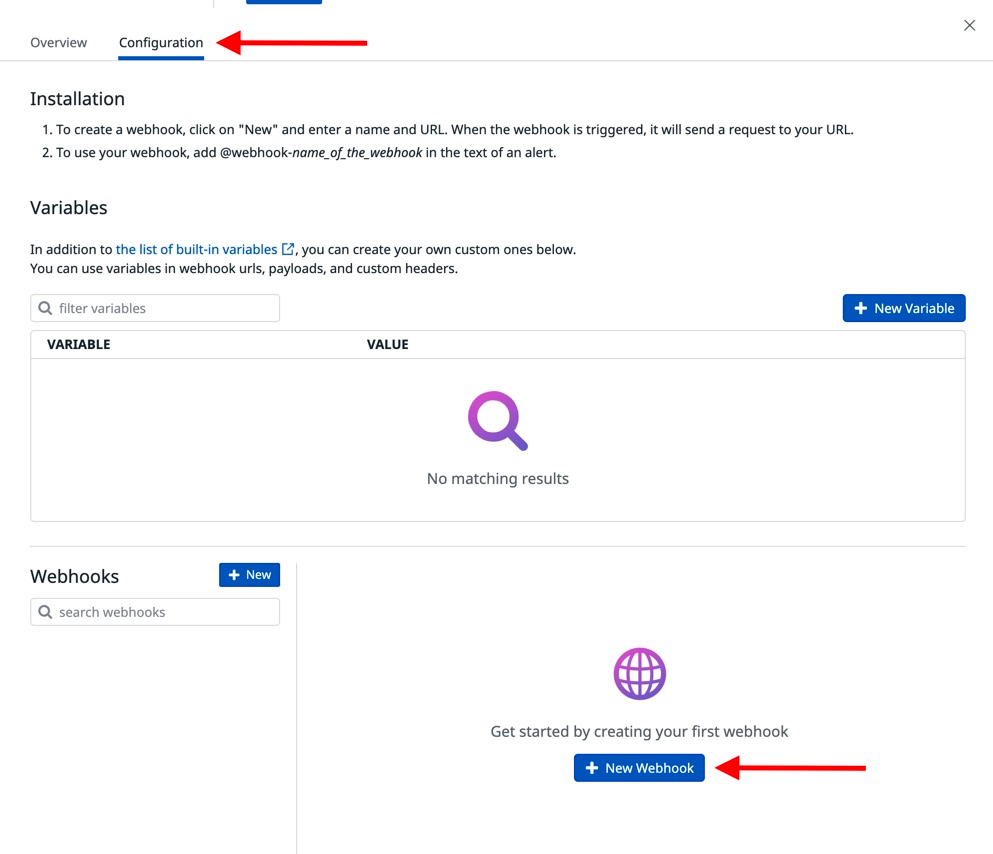 Overview
Configuration
Installation
1. To create a webhook, click on "New" and enter a name and URL. When the webhook is triggered, it will send a request to your URL.
2. To use your webhook, add @webhook-name_of_the_webhook in the text of an alert.
Variables
In addition to the list of built-in variables, you can create your own custom ones below.
You can use variables in webhook urls, payloads, and custom headers.
filter variables
New Variable
VARIABLE
VALUE
No matching results
Webhooks
New
search webhooks
Get started by creating your first webhook
New Webhook